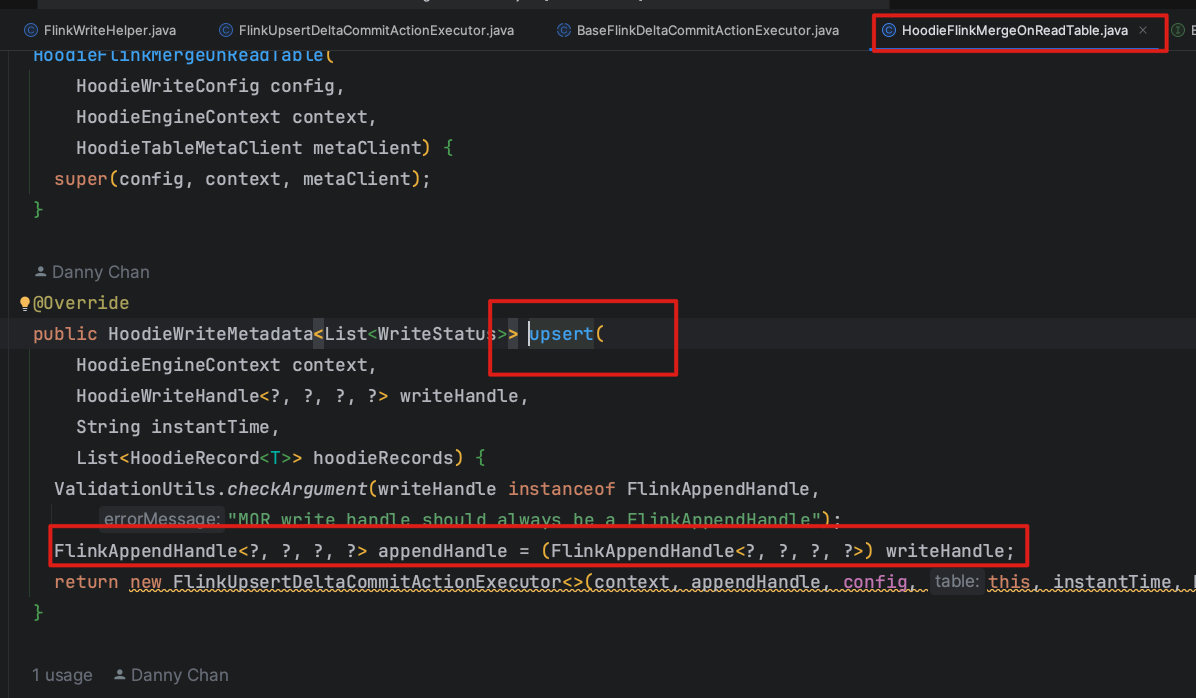 FlinkWriteHelper.java FlinkUpsertDeltaCommitActionExecutor.java BaseFlinkDeltaCommitActionExecutor.java HoodieFlinkMergeOnReadTable.java ×
HoodieFlinkMergeOnReadTable(
HoodieWriteConfig config,
HoodieEngineContext context,
HoodieTableMetaClient metaClient) {
super(config, context, metaClient);
}
Danny Chan
@Override
public HoodieWriteMetadata<List<WriteStatus>> upsert(
HoodieEngineContext context,
HoodieWriteHandle<?, ?, ?, ?> writeHandle,
String instantTime,
List<HoodieRecord<T>> hoodieRecords) {
ValidationUtils.checkArgument(writeHandle instanceof FlinkAppendHandle,
errorMessage: "MOR write handle should always be a FlinkAppendHandle");
FlinkAppendHandle<?, ?, ?, ?> appendHandle = (FlinkAppendHandle<?, ?, ?, ?>) writeHandle;
return new FlinkUpsertDeltaCommitActionExecutor<>(context, appendHandle, config, table: this, instantTime,
}
1 usage Danny Chan